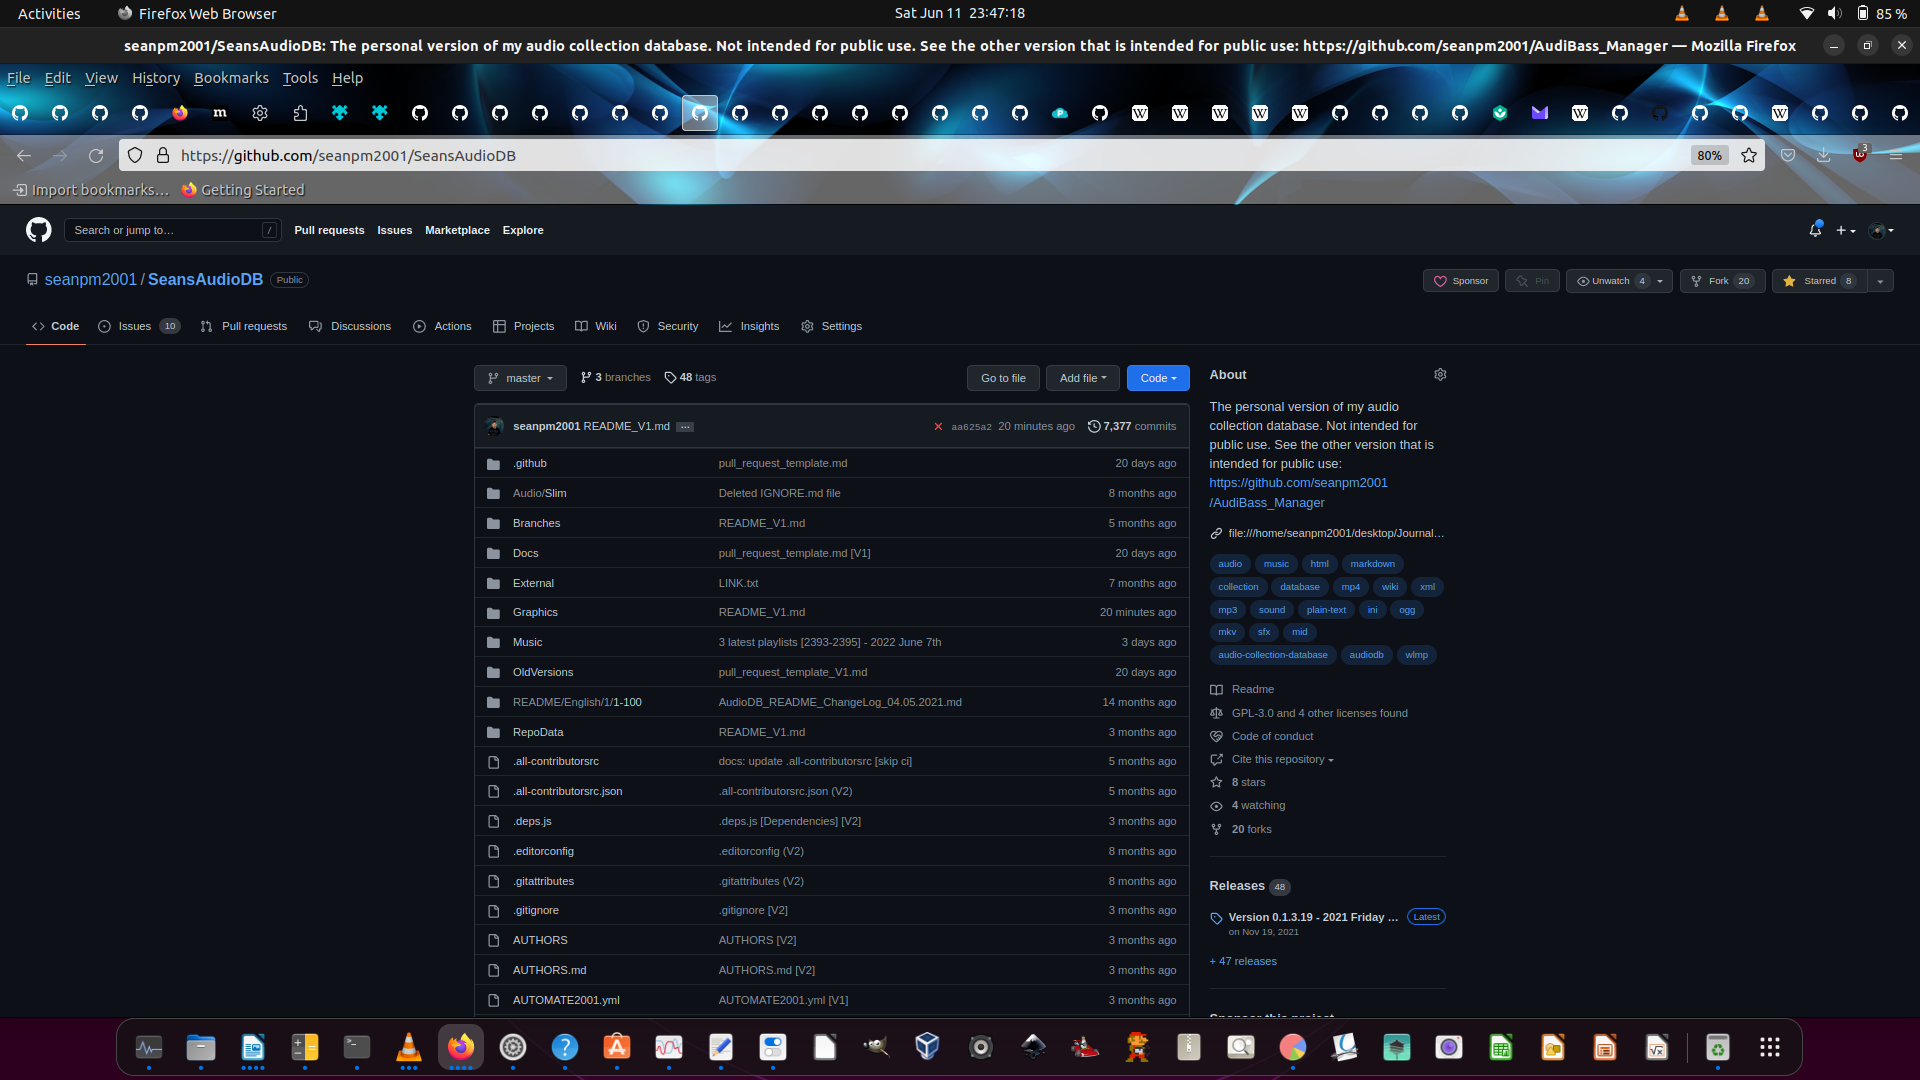 Activities
Firefox Web Browser
Sat Jun 11 23:47:18
85 %
seanpm2001/SeansAudioDB: The personal version of my audio collection database. Not intended for public use. See the other version that is intended for public use: https://github.com/seanpm2001/AudiBass_Manager — Mozilla Firefox
File Edit View History Bookmarks Tools Help
https://github.com/seanpm2001/SeansAudioDB
80%
3
Import bookmarks…
Getting Started
Search or jump to…
/
Pull requests Issues Marketplace Explore
seanpm2001 / SeansAudioDB Public
Sponsor
Pin
Unwatch 4
Fork 20
Starred 8
Code
Issues 10
Pull requests
Discussions
Actions
Projects
Wiki
Security
Insights
Settings
master
3 branches
48 tags
Go to file
Add file
Code
seanpm2001 README_V1.md ...
aa625a2 20 minutes ago
7,377 commits
.github pull_request_template.md 20 days ago
Audio/Slim Deleted IGNORE.md file 8 months ago
Branches README_V1.md 5 months ago
Docs pull_request_template.md [V1] 20 days ago
External LINK.txt 7 months ago
Graphics README_V1.md 20 minutes ago
Music 3 latest playlists [2393-2395] - 2022 June 7th 3 days ago
OldVersions pull_request_template_V1.md 20 days ago
README/English/1/1-100 AudioDB_README_ChangeLog_04.05.2021.md 14 months ago
RepoData README_V1.md 3 months ago
.all-contributorsrc docs: update .all-contributorsrc [skip ci] 5 months ago
.all-contributorsrc.json .all-contributorsrc.json (V2) 5 months ago
.deps.js .deps.js [Dependencies] [V2] 3 months ago
.editorconfig .editorconfig (V2) 8 months ago
.gitattributes .gitattributes (V2) 8 months ago
.gitignore .gitignore [V2] 3 months ago
AUTHORS AUTHORS [V2] 3 months ago
AUTHORS.md AUTHORS.md [V2] 3 months ago
AUTOMATE2001.yml AUTOMATE2001.yml [V1] 3 months ago
About
The personal version of my audio
collection database. Not intended for
public use. See the other version that is
intended for public use:
https://github.com/seanpm2001
/AudiBass_Manager
file:///home/seanpm2001/desktop/Journal…
audio music html markdown
collection database mp4 wiki xml
mp3 sound plain-text ini ogg
mkv sfx mid
audio-collection-database audiodb wlmp
Readme
GPL-3.0 and 4 other licenses found
Code of conduct
Cite this repository
8 stars
4 watching
20 forks
Releases 48
Version 0.1.3.19 - 2021 Friday … Latest
on Nov 19, 2021
+ 47 releases
Sponsor this project